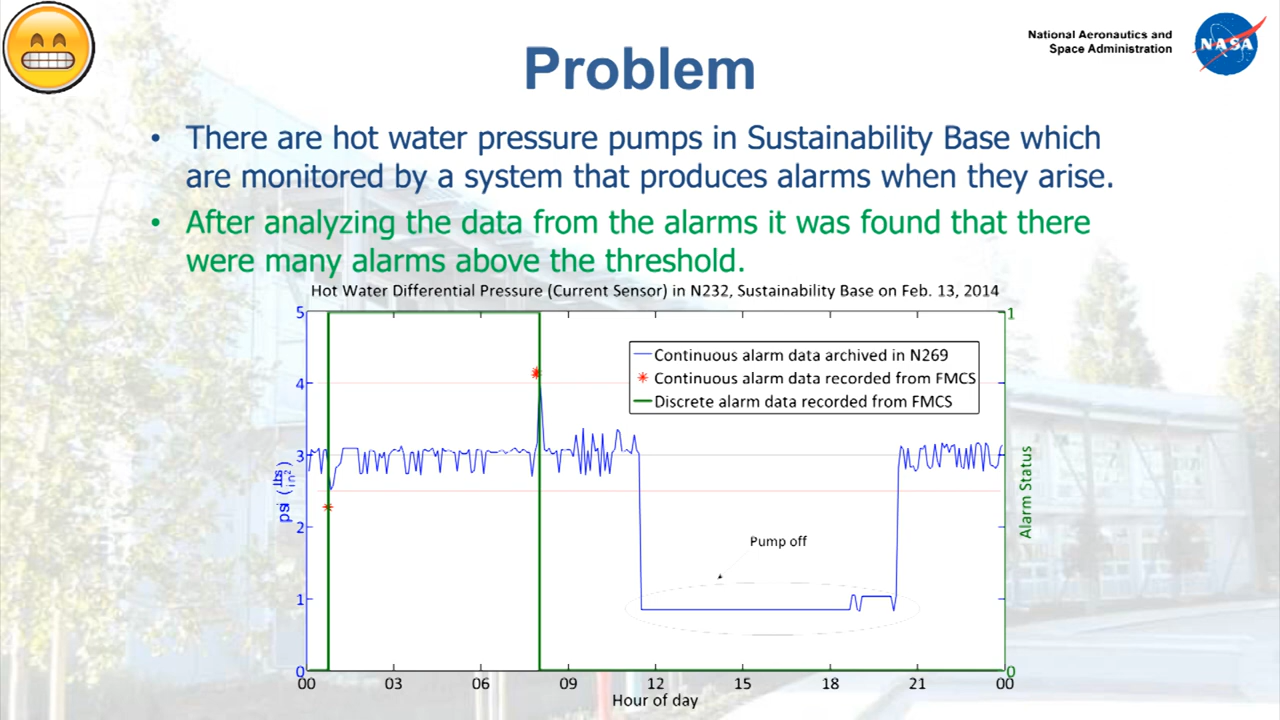 National Aeronautics and
Space Administration
NASA
Problem
• There are hot water pressure pumps in Sustainability Base which
are monitored by a system that produces alarms when they arise.
• After analyzing the data from the alarms it was found that there
were many alarms above the threshold.
Hot Water Differential Pressure (Current Sensor) in N232, Sustainability Base on Feb. 13, 2014
5
4
3
2
1
0
psi (lbs/in²)
Continuous alarm data archived in N269
Continuous alarm data recorded from FMCS
Discrete alarm data recorded from FMCS
Pump off
1
0
Alarm Status
00 03 06 09 12 15 18 21 00
Hour of day